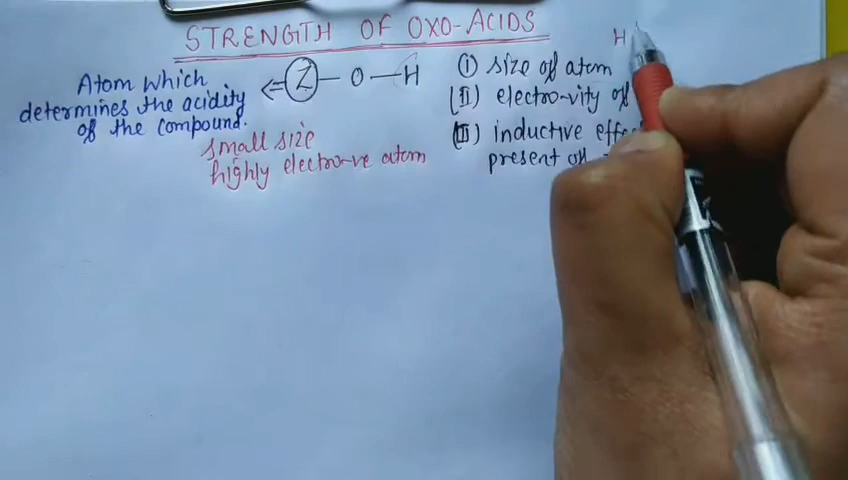 STRENGTH OF OXO-ACIDS
H
Atom which
determines the acidity
of the compound.
⇐ Z — O — H
small size
highly electro-ve atom
(I) size of atom
(II) electro-vity of
(III) inductive effe
present of